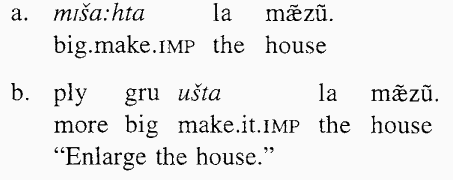 a. mıša:hta la mæ̃zũ.
big.make.IMP the house
b. ply gru ušta la mæ̃zũ.
more big make.it.IMP the house
“Enlarge the house.”